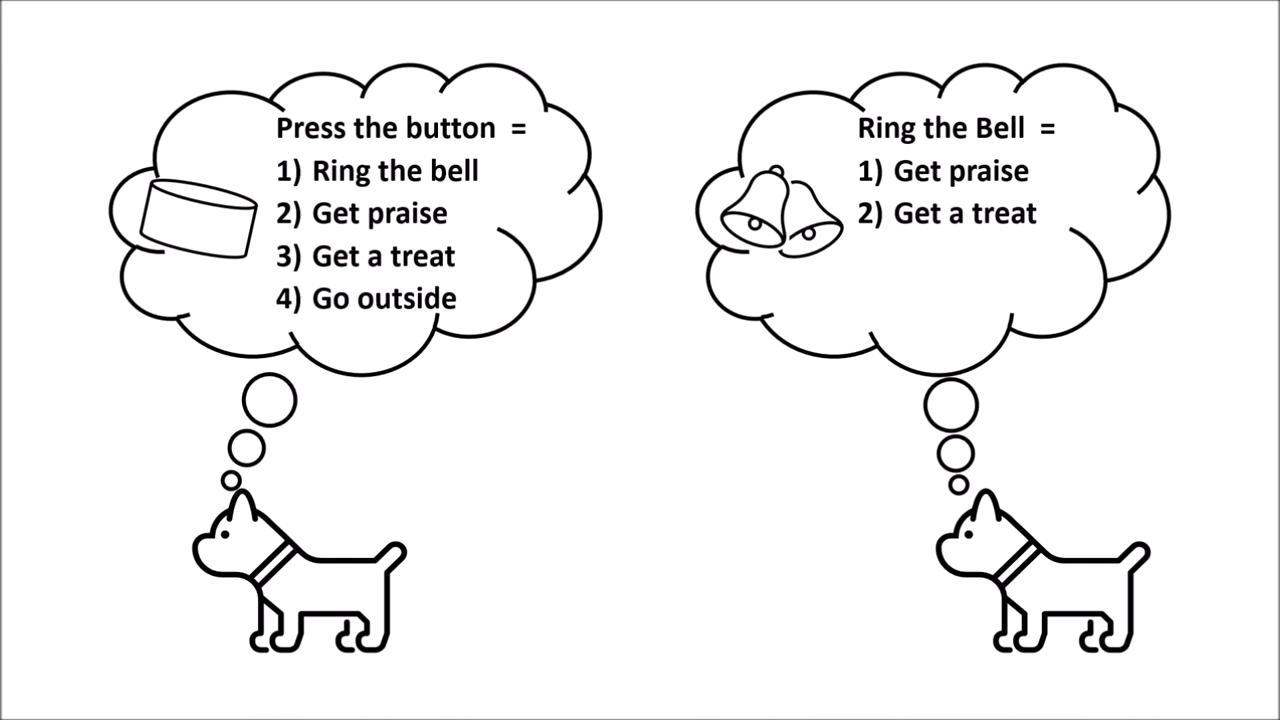 Press the button =
1) Ring the bell
2) Get praise
3) Get a treat
4) Go outside
Ring the Bell =
1) Get praise
2) Get a treat